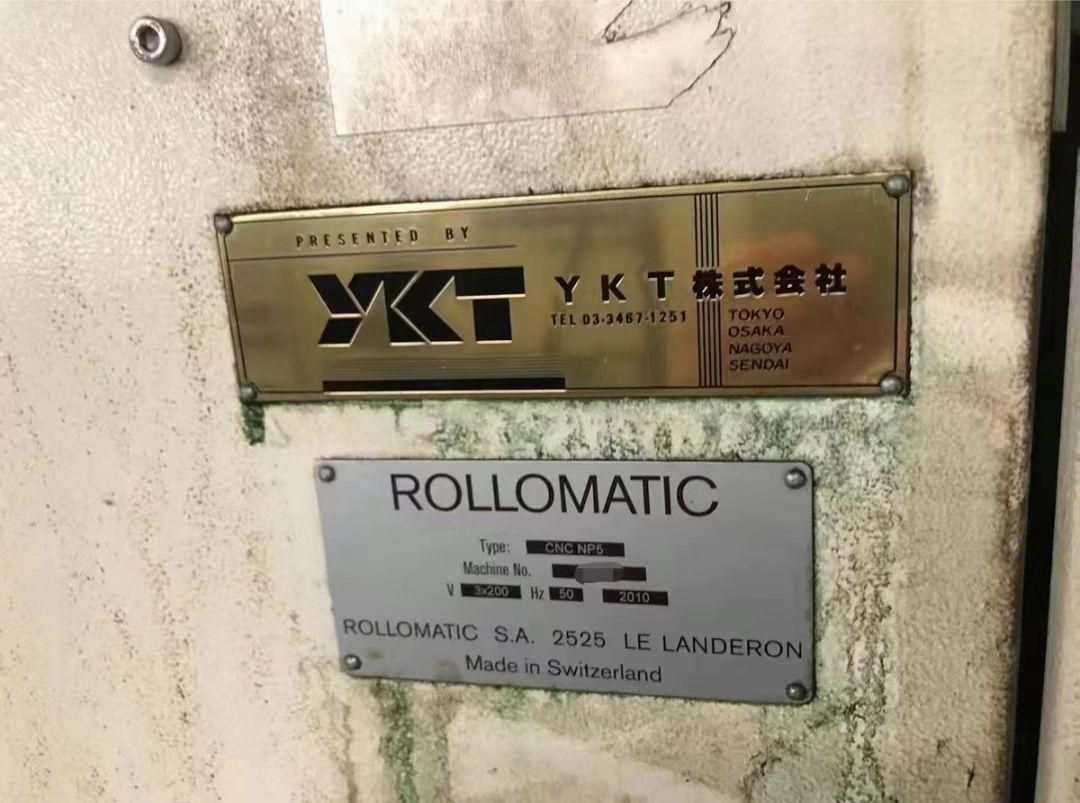 PRESENTED BY
YKT
YKT株式会社
TEL 03-3467-1251
TOKYO
OSAKA
NAGOYA
SENDAI
ROLLOMATIC
Type: CNC NP5
Machine No.
V 3x200 Hz 50 2010
ROLLOMATIC S.A. 2525 LE LANDERON
Made in Switzerland